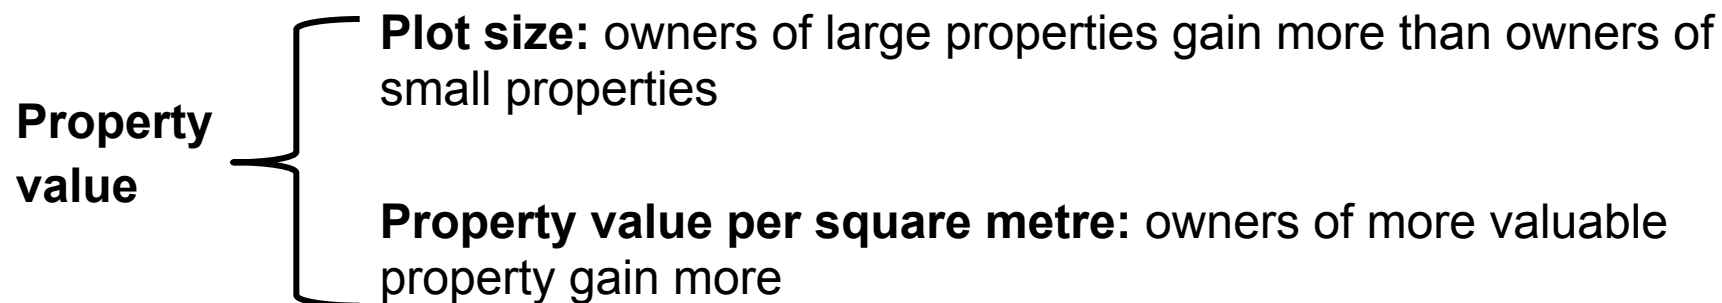 Property
value
Plot size: owners of large properties gain more than owners of
small properties
Property value per square metre: owners of more valuable
property gain more